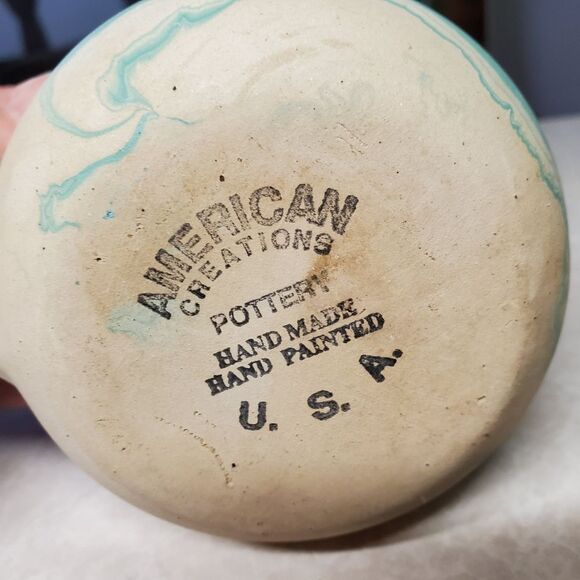 AMERICAN
CREATIONS
POTTERY
HAND MADE
HAND PAINTED
U. S. A.